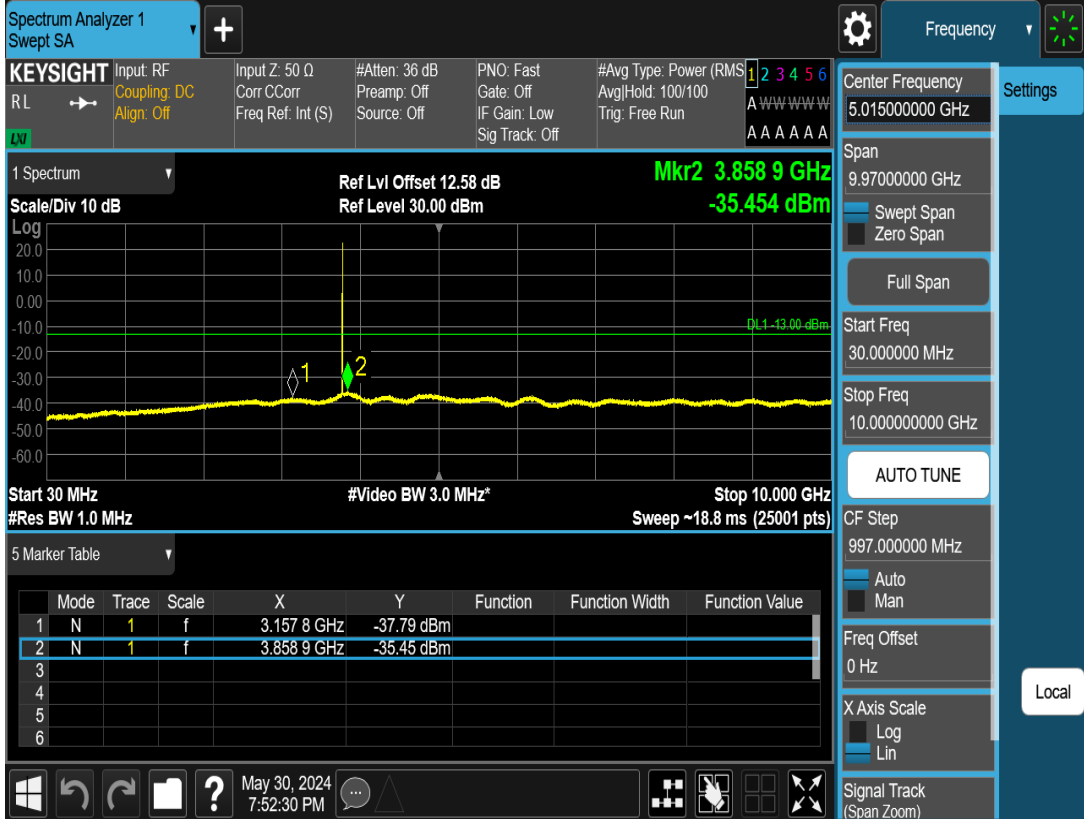 Spectrum Analyzer 1
Swept SA
+
Frequency
KEYSIGHT
RL
LXI
Input: RF
Coupling: DC
Align: Off
Input Z: 50 Ω
Corr CCorr
Freq Ref: Int (S)
#Atten: 36 dB
Preamp: Off
Source: Off
PNO: Fast
Gate: Off
IF Gain: Low
Sig Track: Off
#Avg Type: Power (RMS
Avg|Hold: 100/100
Trig: Free Run
1 2 3 4 5 6
A W W W W W
A A A A A A
1 Spectrum
Scale/Div 10 dB
Ref Lvl Offset 12.58 dB
Ref Level 30.00 dBm
Mkr2 3.858 9 GHz
-35.454 dBm
Log
20.0
10.0
0.00
-10.0
-20.0
-30.0
-40.0
-50.0
-60.0
DL1 -13.00 dBm
1
2
Start 30 MHz
#Res BW 1.0 MHz
#Video BW 3.0 MHz*
Stop 10.000 GHz
Sweep ~18.8 ms (25001 pts)
5 Marker Table
Mode Trace Scale X Y Function Function Width Function Value
1 N 1 f 3.157 8 GHz -37.79 dBm
2 N 1 f 3.858 9 GHz -35.45 dBm
3
4
5
6
May 30, 2024
7:52:30 PM
?
Center Frequency
5.015000000 GHz
Span
9.97000000 GHz
Swept Span
Zero Span
Full Span
Start Freq
30.000000 MHz
Stop Freq
10.000000000 GHz
AUTO TUNE
CF Step
997.000000 MHz
Auto
Man
Freq Offset
0 Hz
X Axis Scale
Log
Lin
Signal Track
(Span Zoom)
Settings
Local